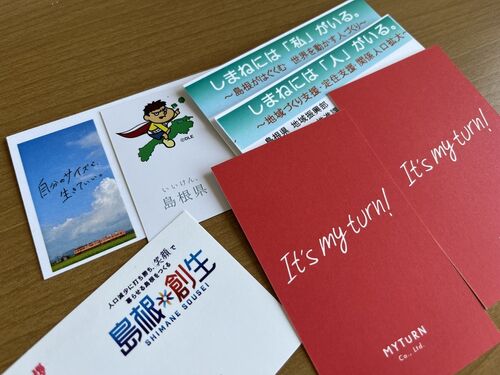 しまねには「私」がいる。
～島根がはぐくむ 世界を動かす人づくり～
しまねには「人」がいる。
～地域づくり支援・定住支援・関係人口拡大～
島根県 地域振興部
©DLE
いいけん、
島根県
自分のサイズで、
生きていい。
人口減少に打ち勝ち、笑顔で
暮らせる島根をつくる
島根創生
SHIMANE SOUSEI
It's my turn!
MYTURN
Co., Ltd.
It's my turn!